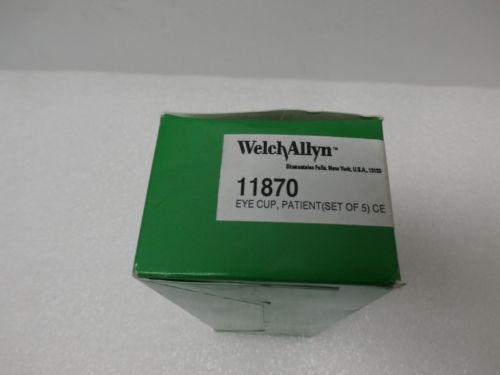 WelchAllyn™
Skaneateles Falls, New York, U.S.A., 13153
11870
EYE CUP, PATIENT(SET OF 5) CE